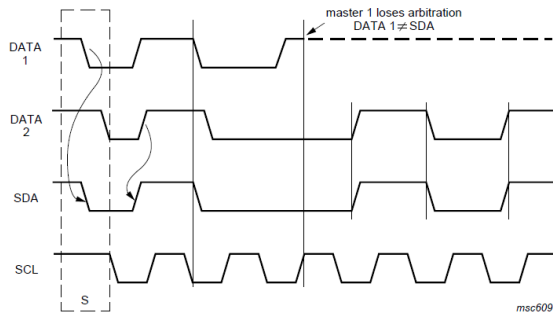 master 1 loses arbitration
DATA 1≠SDA
DATA
1
DATA
2
SDA
SCL
S
msc609